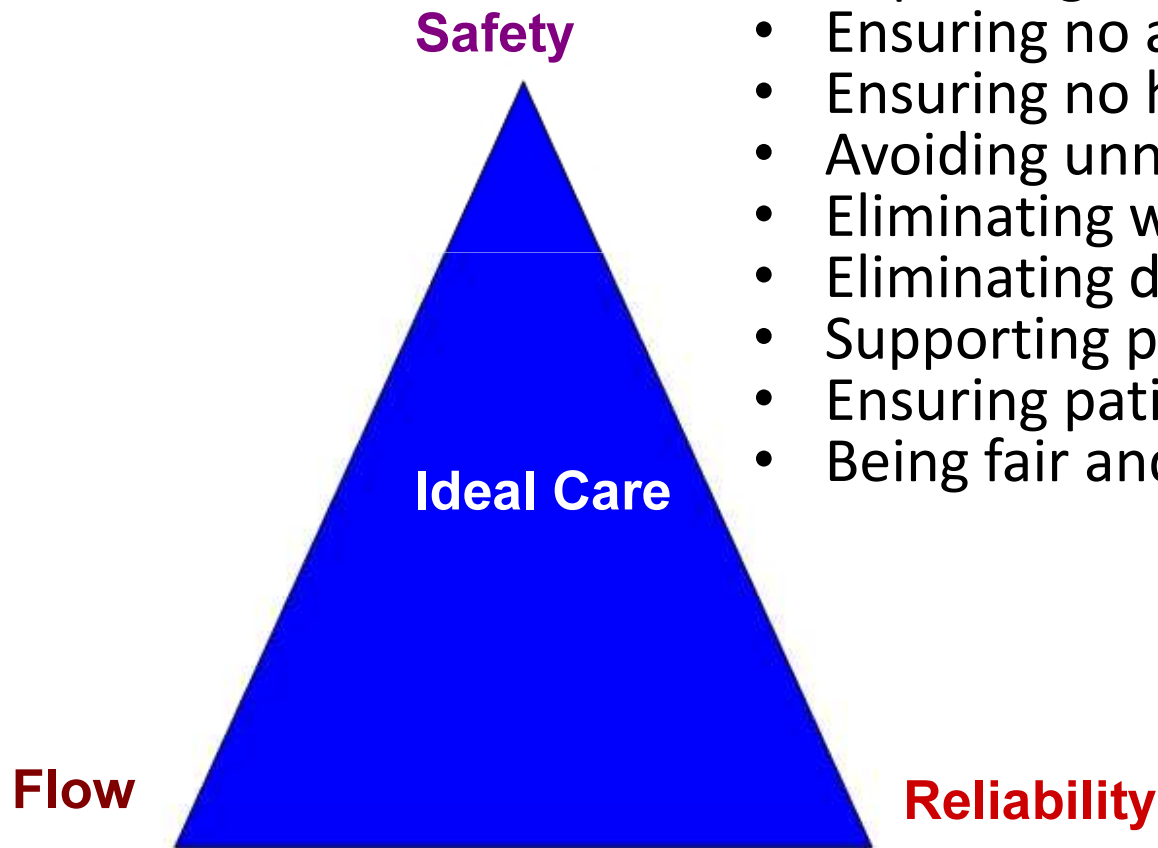 Safety
• Ensuring no
• Ensuring no
• Avoiding
• Eliminating
• Eliminating
• Supporting
• Ensuring
• Being fair
Ideal Care
Flow
Reliability